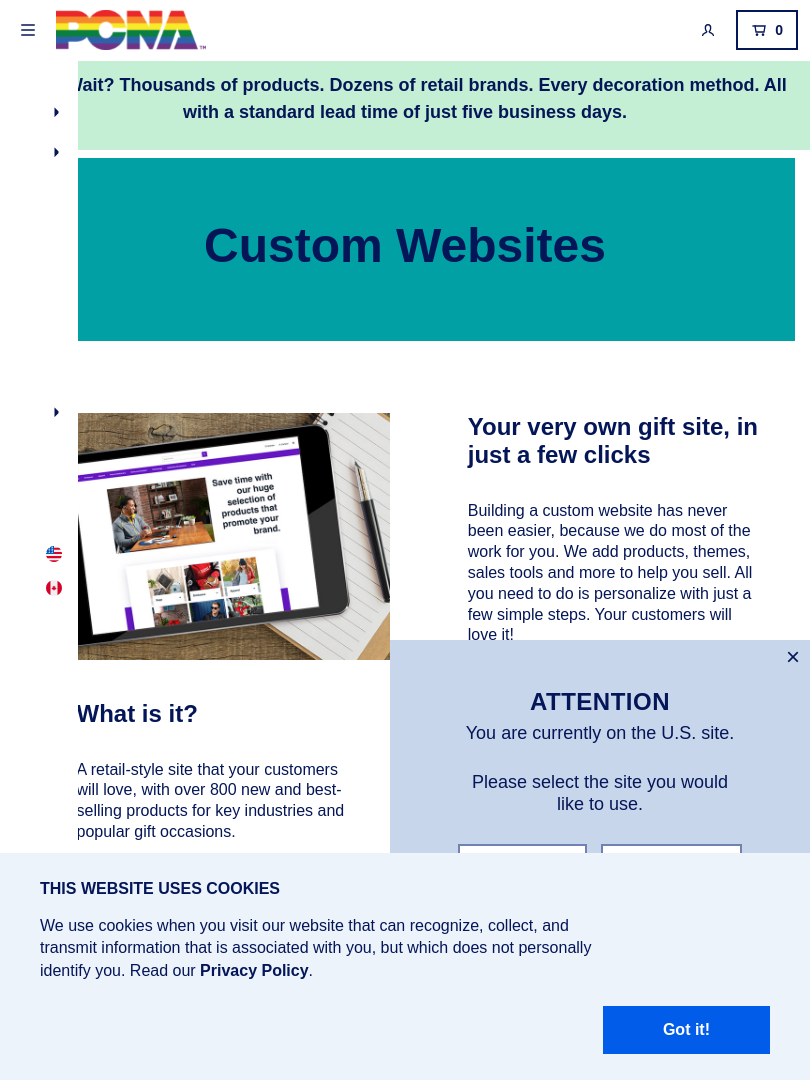 PCNA
TM
0
Wait? Thousands of products. Dozens of retail brands. Every decoration method. All
with a standard lead time of just five business days.
Custom Websites
Save time with
our huge
selection of
products that
promote your
brand.
Your very own gift site, in
just a few clicks
Building a custom website has never
been easier, because we do most of the
work for you. We add products, themes,
sales tools and more to help you sell. All
you need to do is personalize with just a
few simple steps. Your customers will
love it!
What is it?
A retail-style site that your customers
will love, with over 800 new and best-
selling products for key industries and
popular gift occasions.
ATTENTION
You are currently on the U.S. site.
Please select the site you would
like to use.
THIS WEBSITE USES COOKIES
We use cookies when you visit our website that can recognize, collect, and
transmit information that is associated with you, but which does not personally
identify you. Read our Privacy Policy.
Got it!